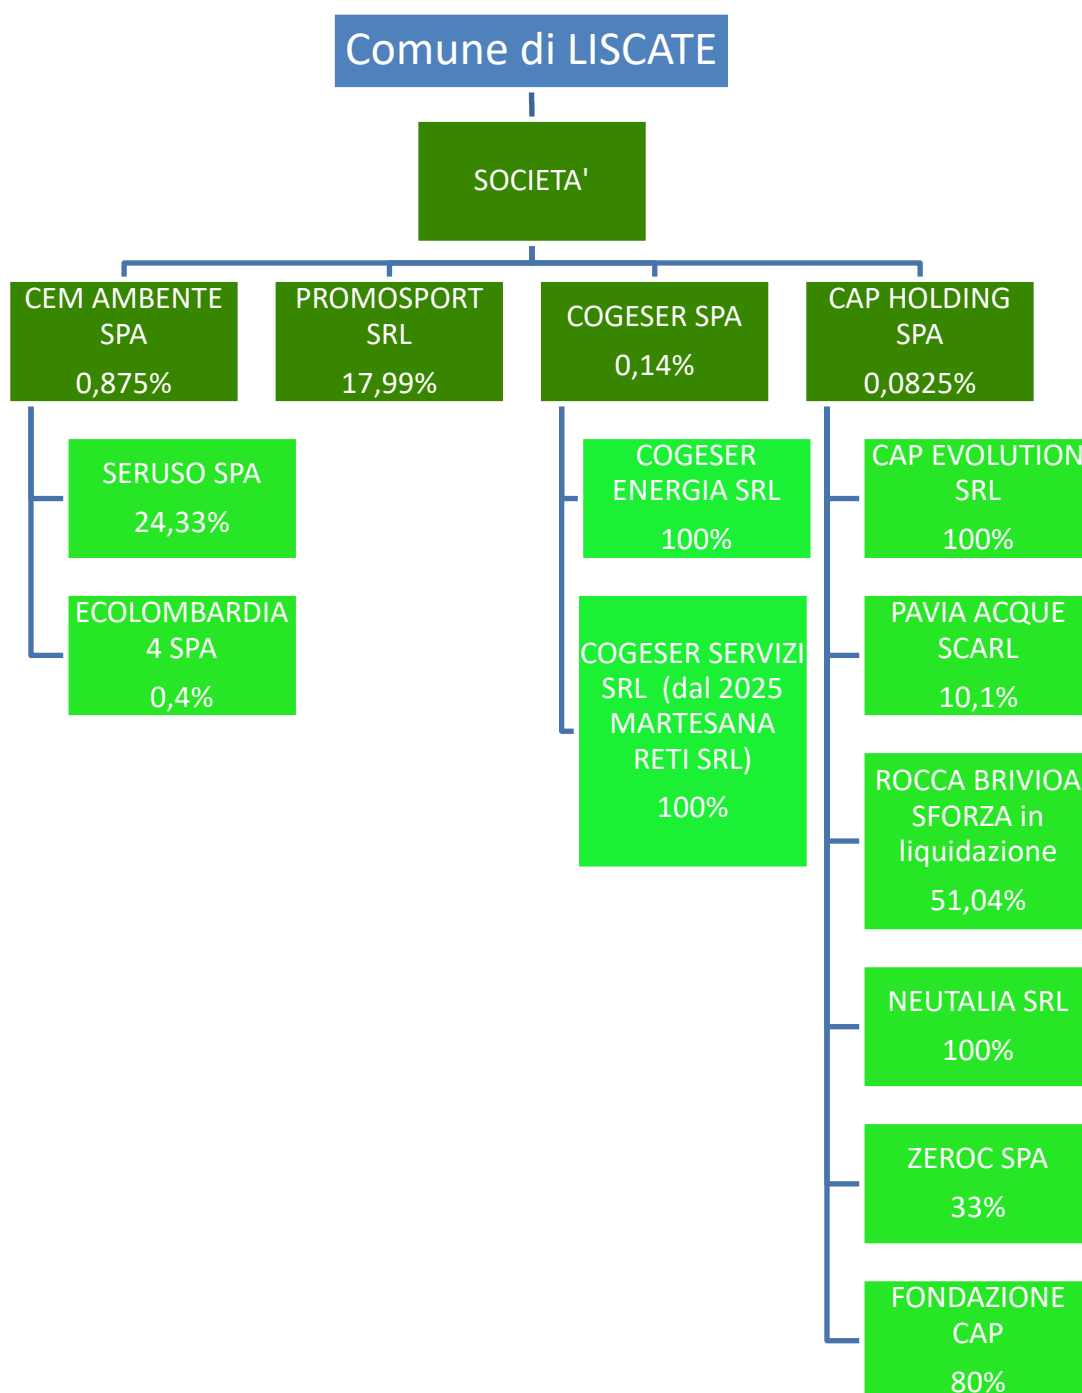 Comune di LISCATE
SOCIETA'
CEM AMBENTE
SPA
0,875%
PROMOSPORT
SRL
17,99%
COGESER SPA
0,14%
CAP HOLDING
SPA
0,0825%
SERUSO SPA
24,33%
ECOLOMBARDIA
4 SPA
0,4%
COGESER
ENERGIA SRL
100%
COGESER SERVIZI
SRL (dal 2025
MARTESANA
RETI SRL)
100%
CAP EVOLUTION
SRL
100%
PAVIA ACQUE
SCARL
10,1%
ROCCA BRIVIOA
SFORZA in
liquidazione
51,04%
NEUTALIA SRL
100%
ZEROC SPA
33%
FONDAZIONE
CAP
80%